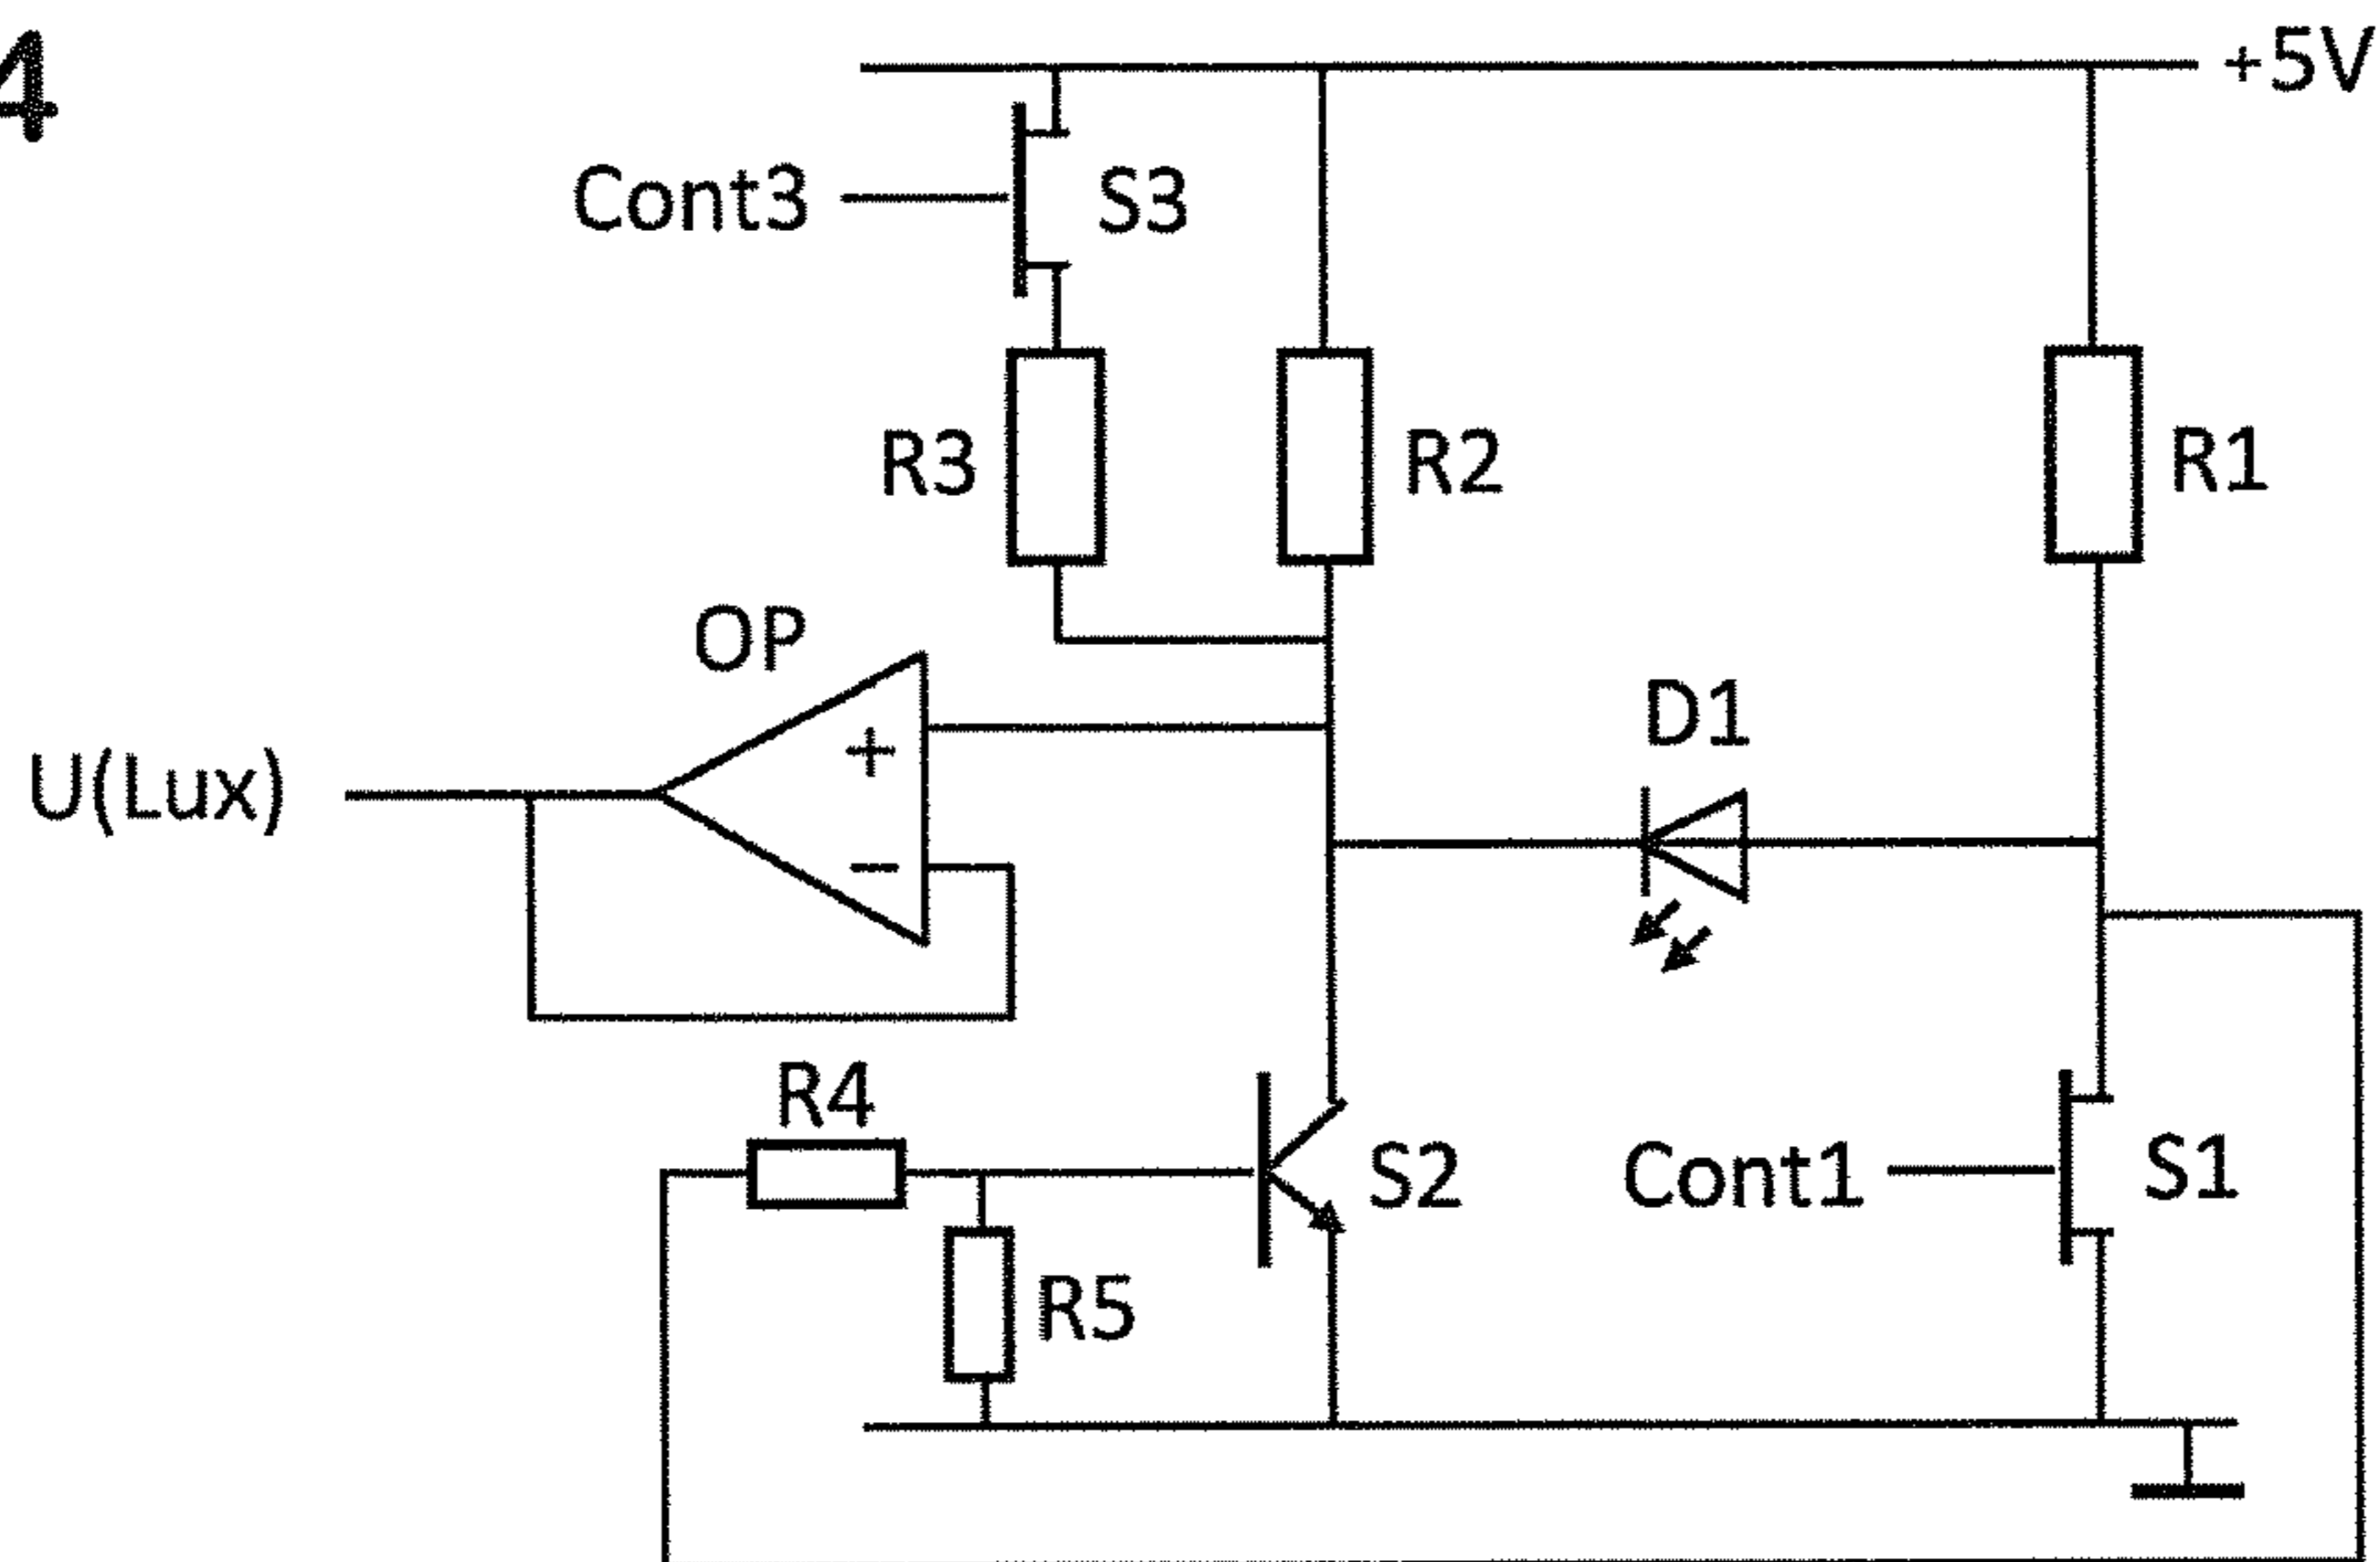 4
+5V
Cont3
S3
R3
R2
R1
OP
+
−
D1
U(Lux)
R4
S2
Cont1
S1
R5